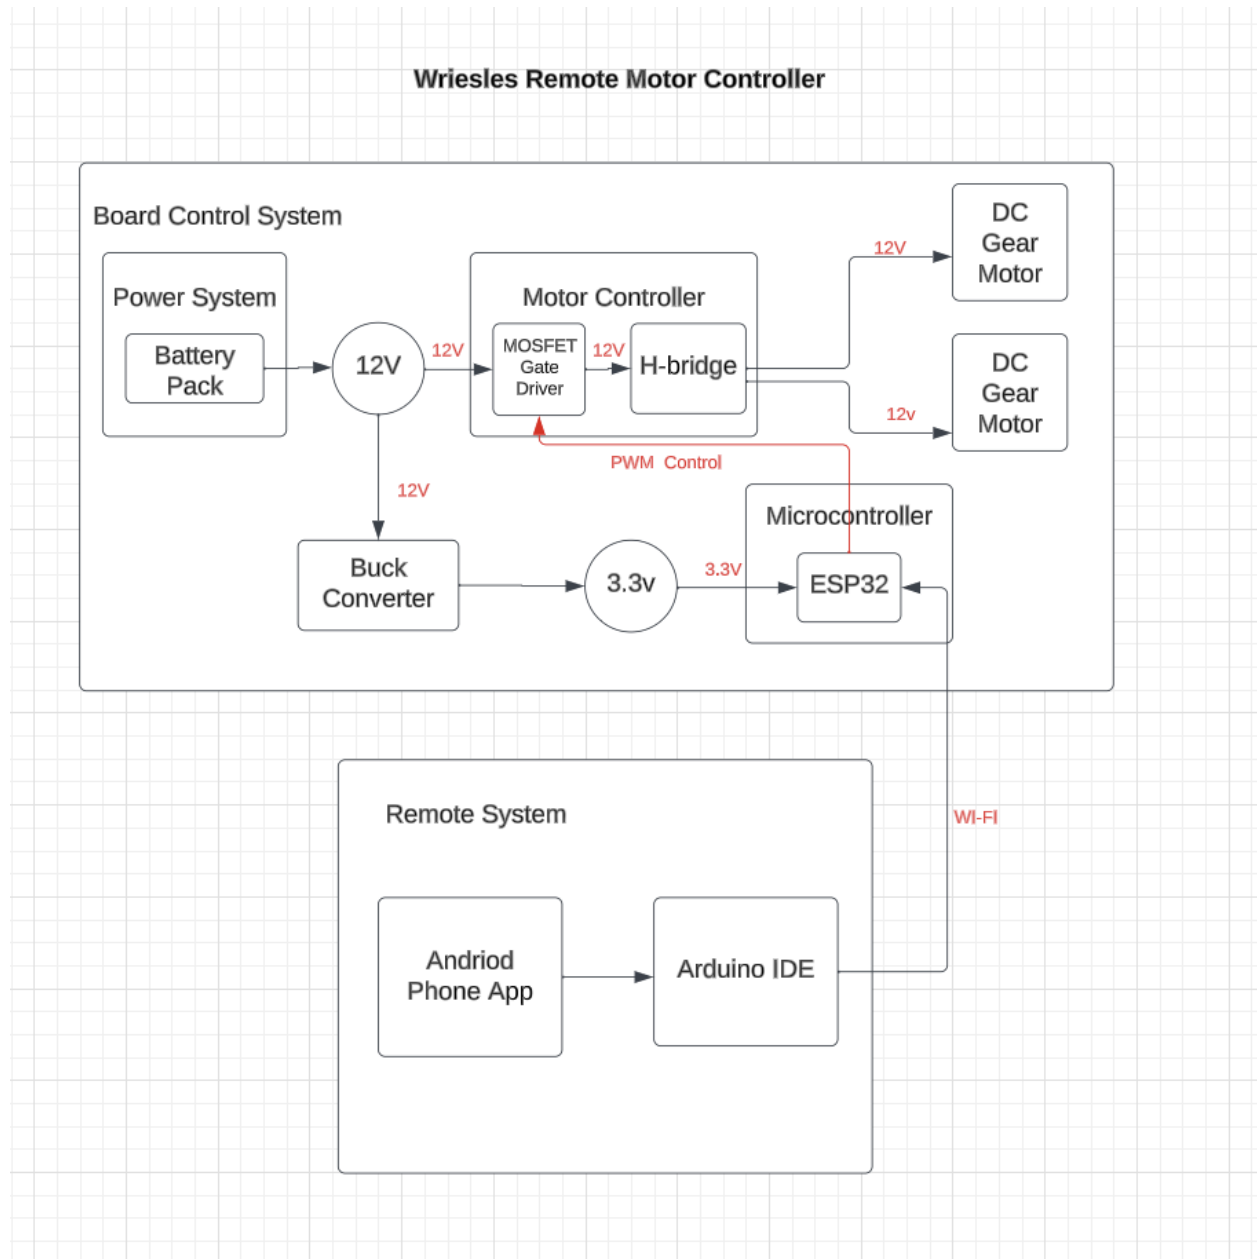 Wriesles Remote Motor Controller
Board Control System
Power System
Battery
Pack
12V
12V
Motor Controller
MOSFET
Gate
Driver
12V
H-bridge
12V
DC
Gear
Motor
12v
DC
Gear
Motor
PWM Control
12V
Buck
Converter
3.3v
3.3V
Microcontroller
ESP32
Remote System
WI-FI
Andriod
Phone App
Arduino IDE